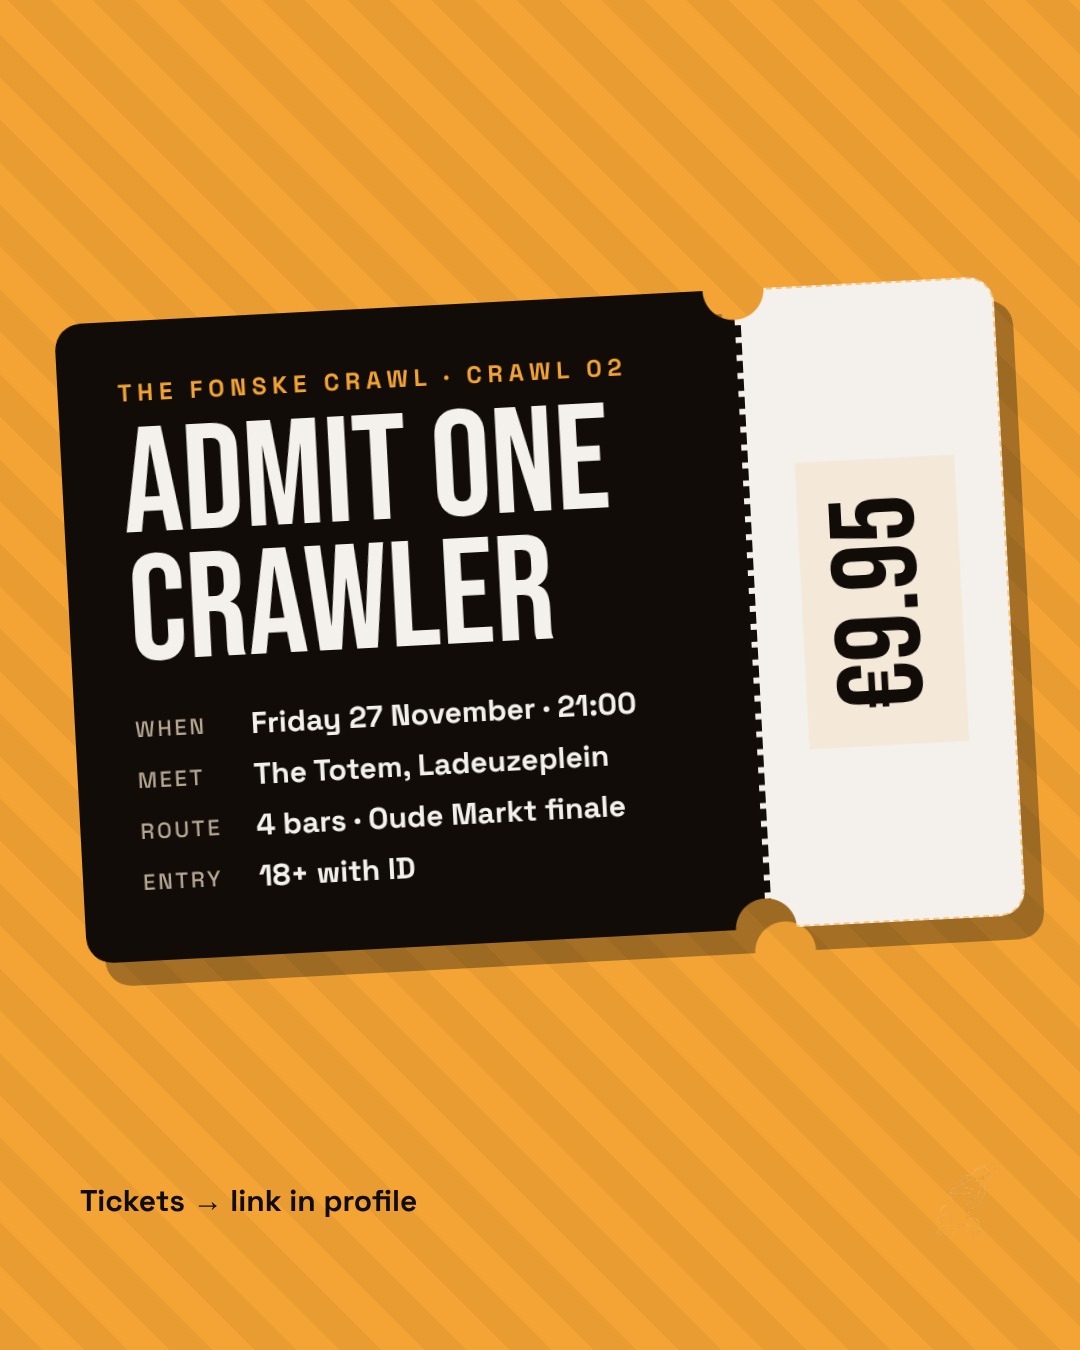 THE FONSKE CRAWL · CRAWL 02
ADMIT ONE
CRAWLER
WHEN Friday 27 November · 21:00
MEET The Totem, Ladeuzeplein
ROUTE 4 bars · Oude Markt finale
ENTRY 18+ with ID
€9.95
Tickets → link in profile